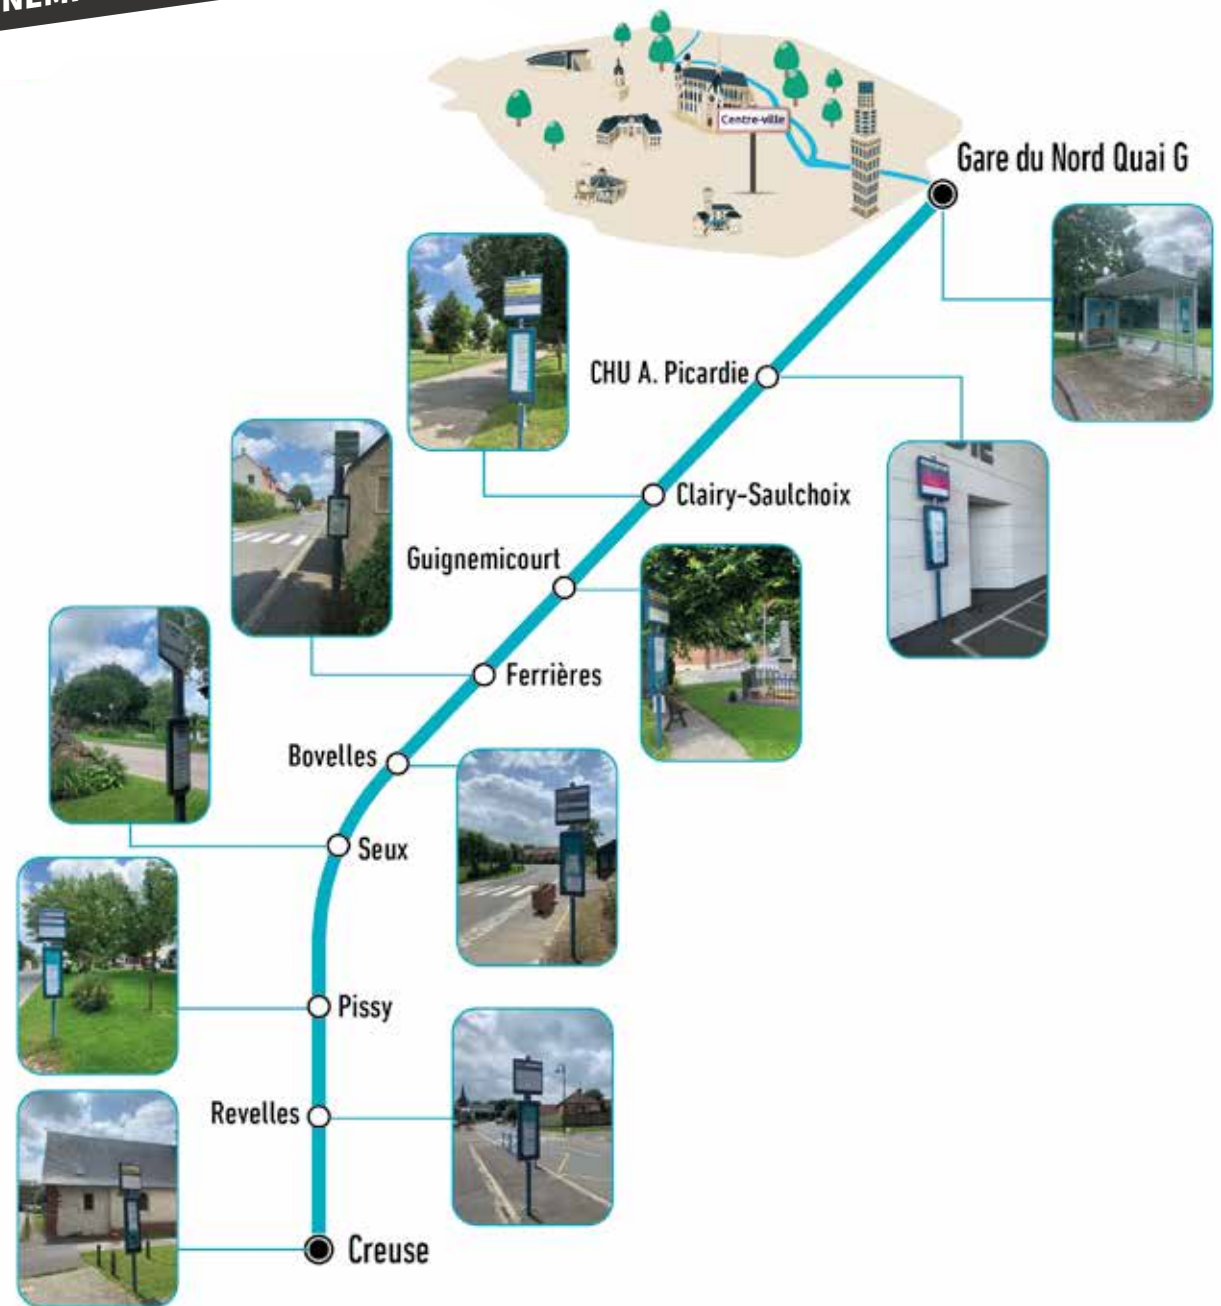 Centre-ville
Gare du Nord Quai G
CHU A. Picardie
Clairy-Saulchoix
Guignemicourt
Ferrières
Bovelles
Seux
Pissy
Revelles
Creuse